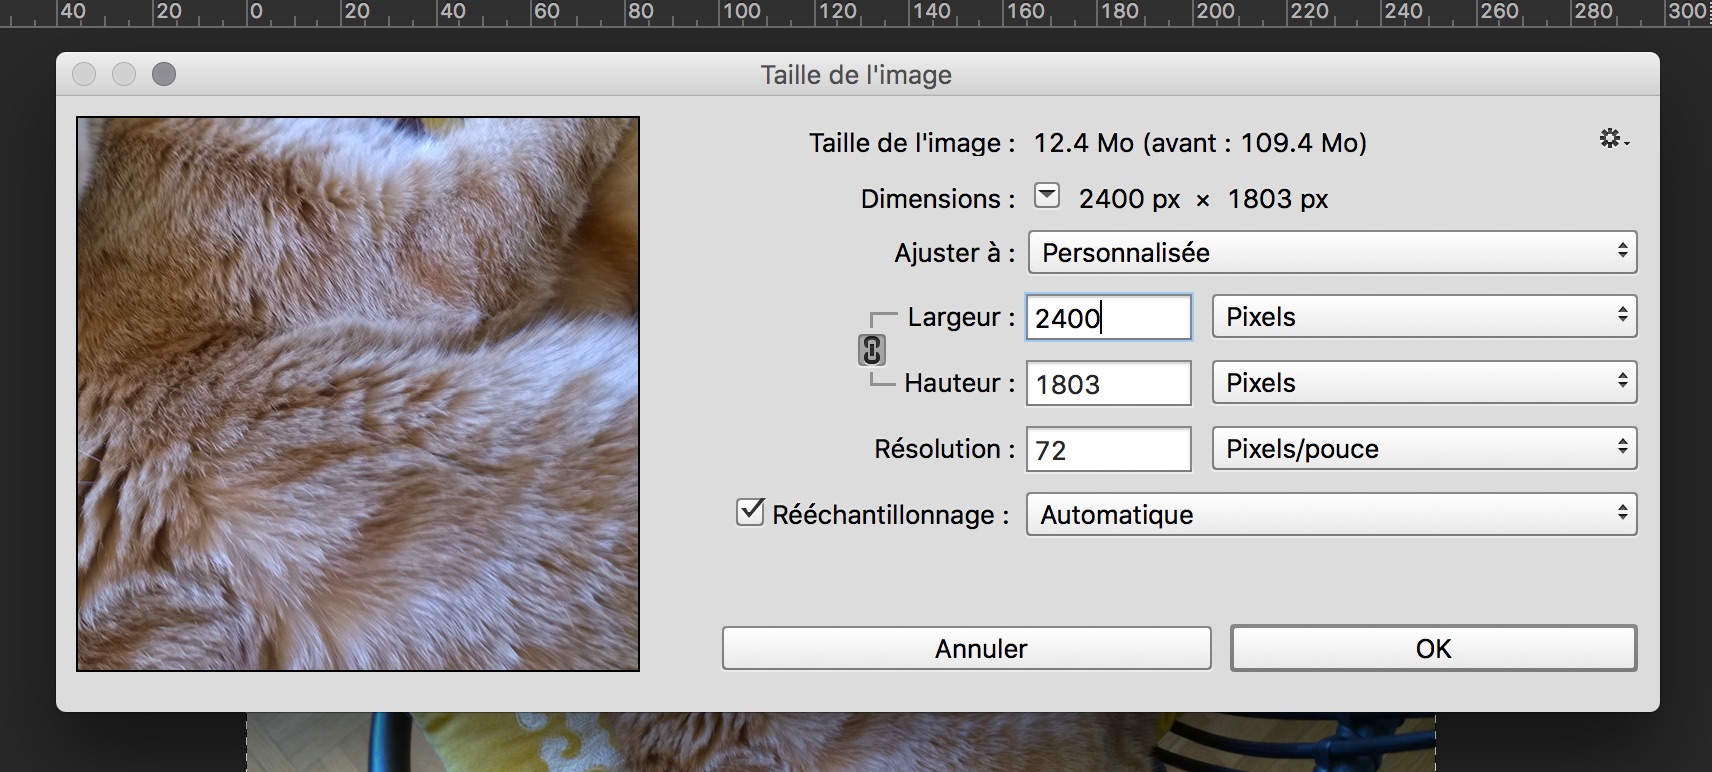 40 20 0 20 40 60 80 100 120 140 160 180 200 220 240 260 280 300
Taille de l'image
Taille de l'image : 12.4 Mo (avant : 109.4 Mo)
Dimensions : 2400 px × 1803 px
Ajuster à : Personnalisée
Largeur : 2400 Pixels
Hauteur : 1803 Pixels
Résolution : 72 Pixels/pouce
Rééchantillonnage : Automatique
Annuler OK